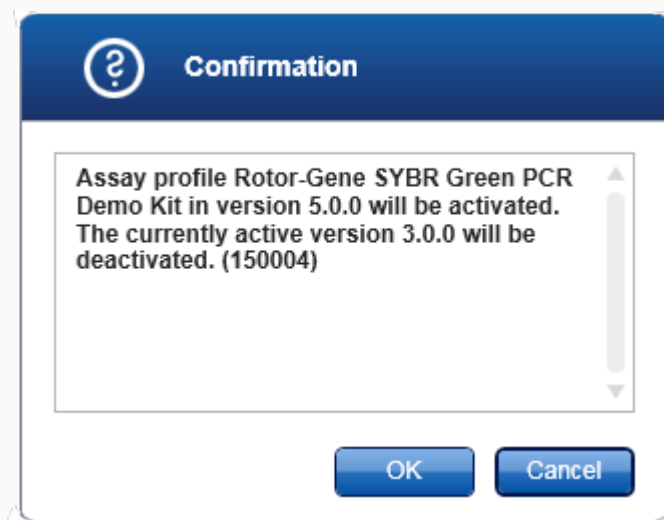 Confirmation
Assay profile Rotor-Gene SYBR Green PCR
Demo Kit in version 5.0.0 will be activated.
The currently active version 3.0.0 will be
deactivated. (150004)
OK
Cancel